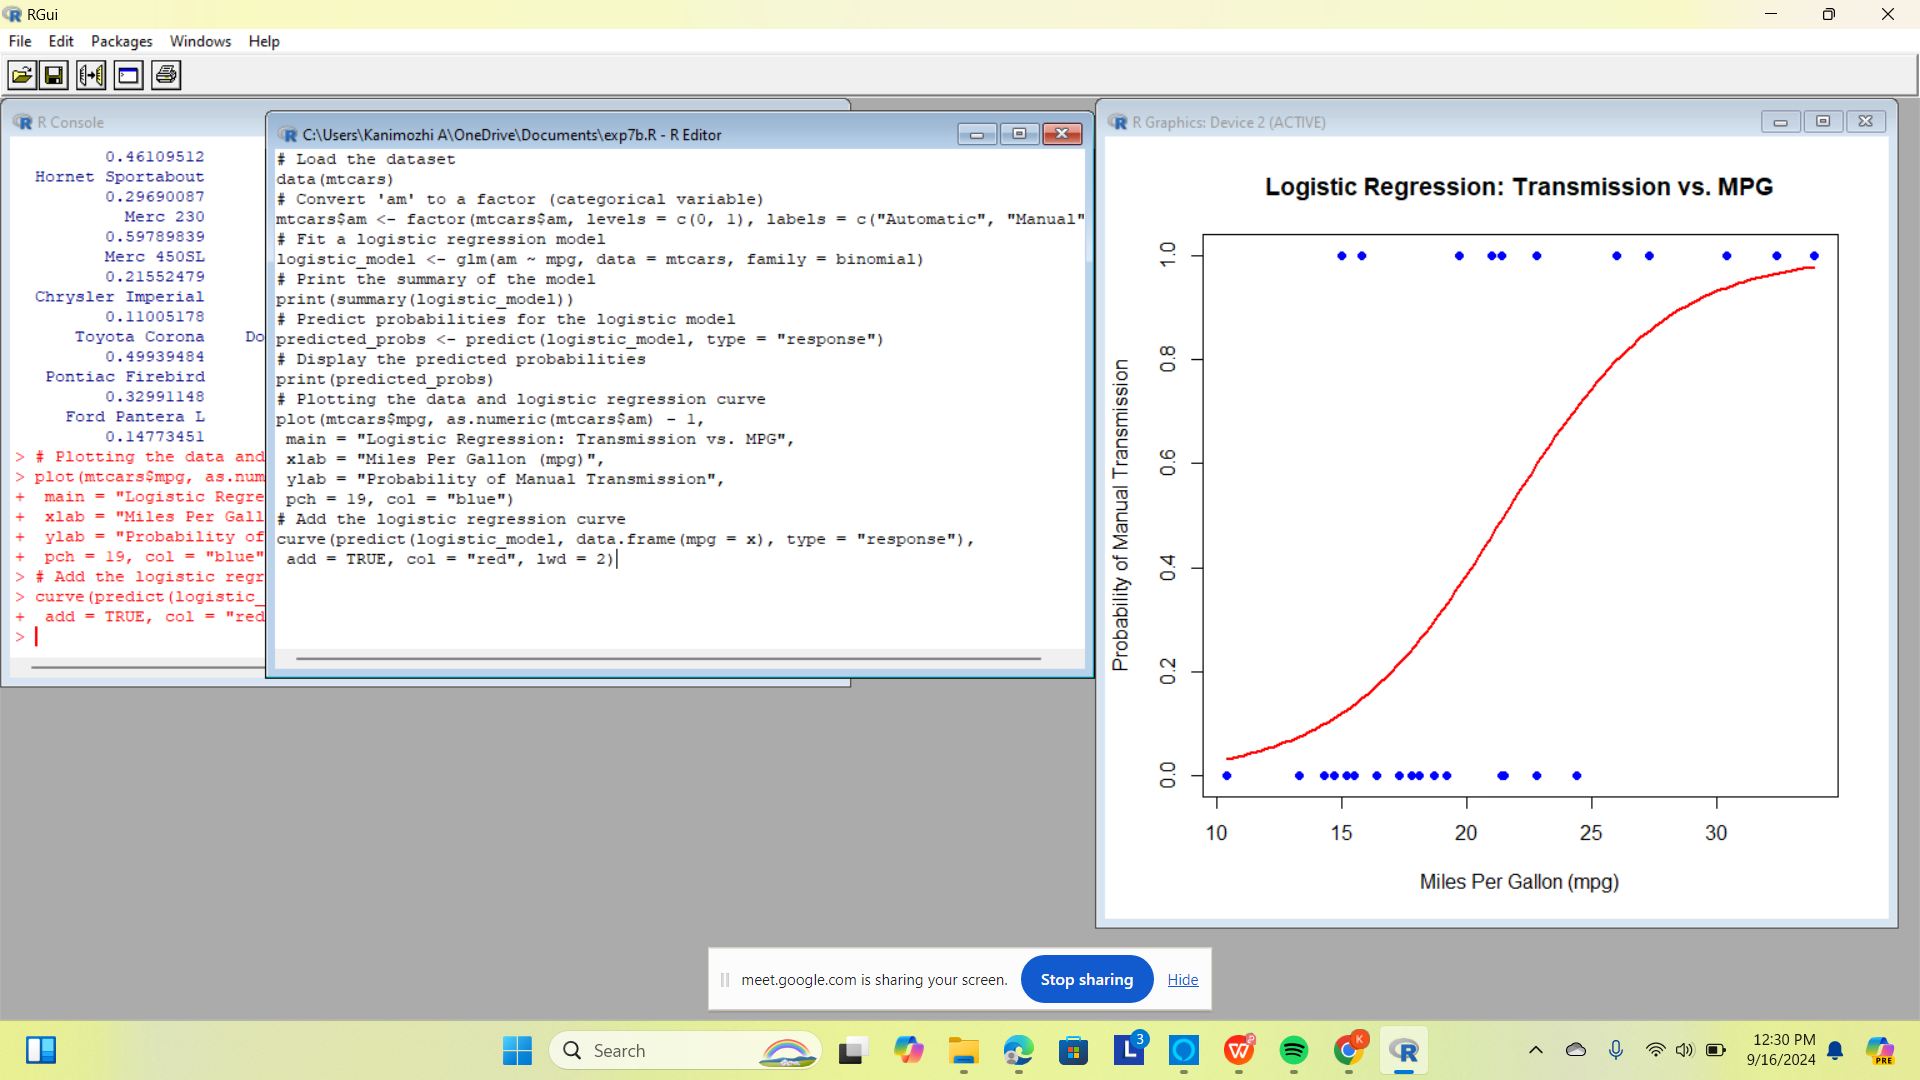 RGui
File Edit Packages Windows Help
R Console
0.46109512
Hornet Sportabout
0.29690087
Merc 230
0.59789839
Merc 450SL
0.21552479
Chrysler Imperial
0.11005178
Toyota Corona Do
0.49939484
Pontiac Firebird
0.32991148
Ford Pantera L
0.14773451
> # Plotting the data and
> plot(mtcars$mpg, as.num
+ main = "Logistic Regre
+ xlab = "Miles Per Gall
+ ylab = "Probability of
+ pch = 19, col = "blue"
> # Add the logistic regr
> curve(predict(logistic_
+ add = TRUE, col = "red
>
C:\Users\Kanimozhi A\OneDrive\Documents\exp7b.R - R Editor
# Load the dataset
data(mtcars)
# Convert 'am' to a factor (categorical variable)
mtcars$am <- factor(mtcars$am, levels = c(0, 1), labels = c("Automatic", "Manual"
# Fit a logistic regression model
logistic_model <- glm(am ~ mpg, data = mtcars, family = binomial)
# Print the summary of the model
print(summary(logistic_model))
# Predict probabilities for the logistic model
predicted_probs <- predict(logistic_model, type = "response")
# Display the predicted probabilities
print(predicted_probs)
# Plotting the data and logistic regression curve
plot(mtcars$mpg, as.numeric(mtcars$am) - 1,
main = "Logistic Regression: Transmission vs. MPG",
xlab = "Miles Per Gallon (mpg)",
ylab = "Probability of Manual Transmission",
pch = 19, col = "blue")
# Add the logistic regression curve
curve(predict(logistic_model, data.frame(mpg = x), type = "response"),
add = TRUE, col = "red", lwd = 2)
R Graphics: Device 2 (ACTIVE)
Logistic Regression: Transmission vs. MPG
Probability of Manual Transmission
1.0
0.8
0.6
0.4
0.2
0.0
10 15 20 25 30
Miles Per Gallon (mpg)
meet.google.com is sharing your screen. Stop sharing Hide
Search
L 3
W 2
K
R
12:30 PM
9/16/2024
PRE